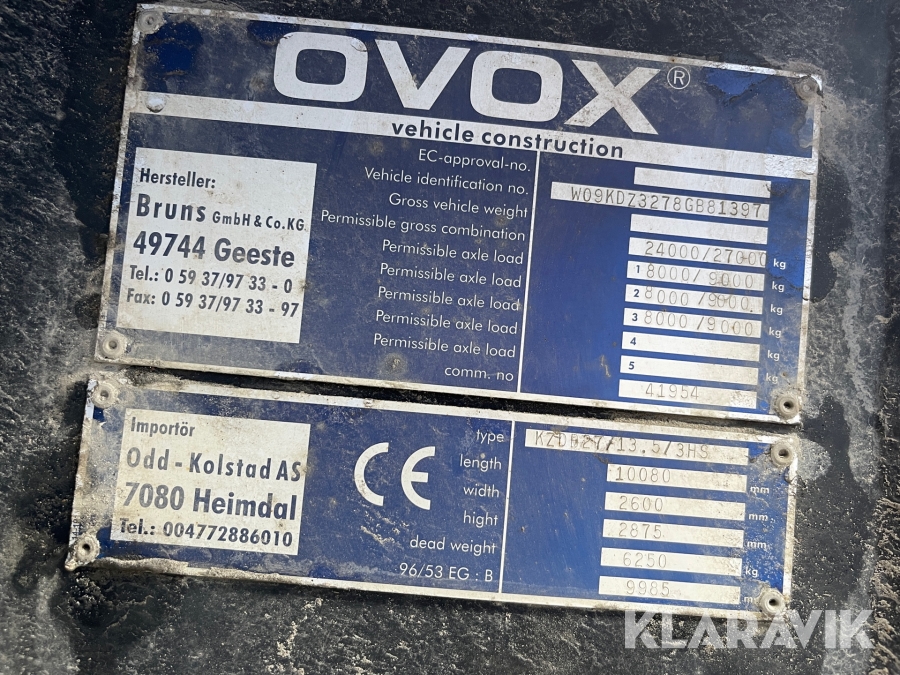 OVOX®
vehicle construction
Hersteller:
Bruns GmbH & Co.KG
49744 Geeste
Tel.: 0 59 37/97 33 - 0
Fax: 0 59 37/97 33 - 97
EC-approval-no.
Vehicle identification no. W09KDZ3278GB81397
Gross vehicle weight
Permissible gross combination 24000/27000 kg
Permissible axle load 1 8000/9000 kg
Permissible axle load 2 8000/9000 kg
Permissible axle load 3 8000/9000 kg
Permissible axle load 4 kg
Permissible axle load 5 kg
comm. no 41954
Importör
Odd - Kolstad AS
7080 Heimdal
Tel.: 004772886010
CE
type KZDB27/13.5/3HS
length 10080 mm
width 2600 mm
hight 2875 mm
dead weight 6250 kg
96/53 EG : B 9985
KLARAVIK